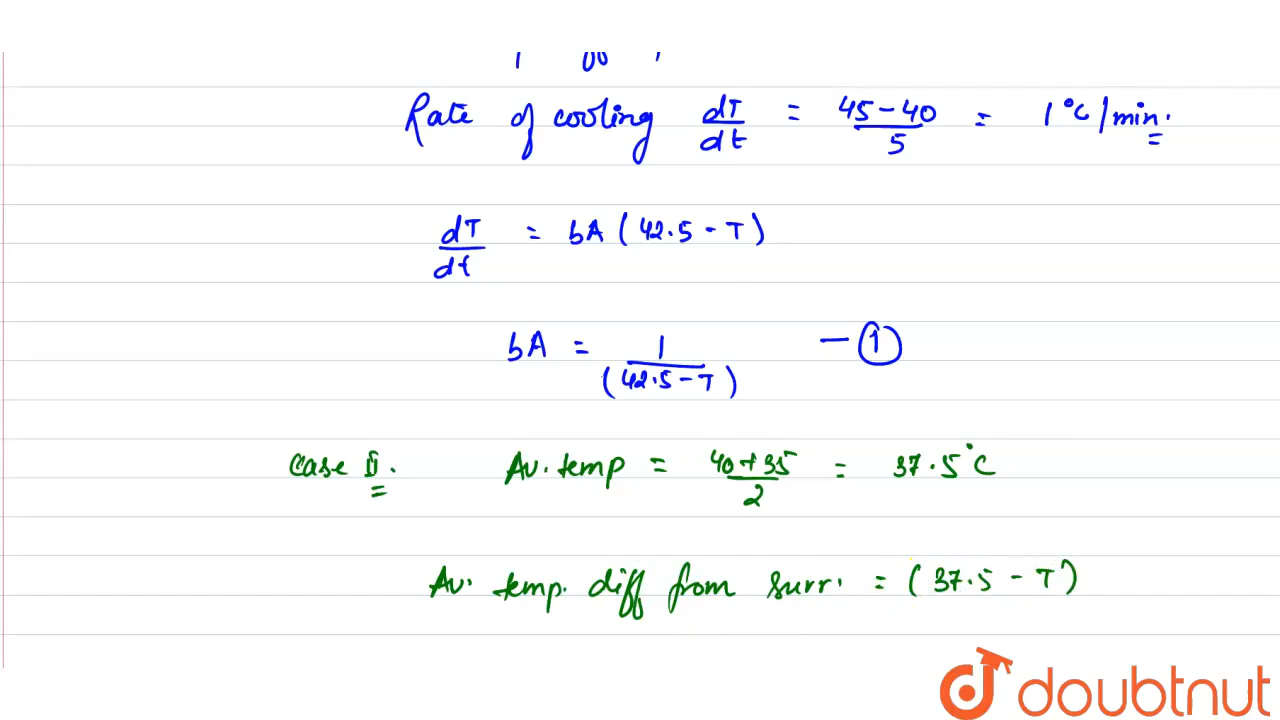 Rate of cooling dT/dt = 45-40/5 = 1°C/min.
dT/dt = bA (42.5 - T)
bA = 1/(42.5 - T) — ①
Case II. Av. temp = 40+35/2 = 37.5°C
Av. temp. diff from surr. = (37.5 - T)
doubtnut